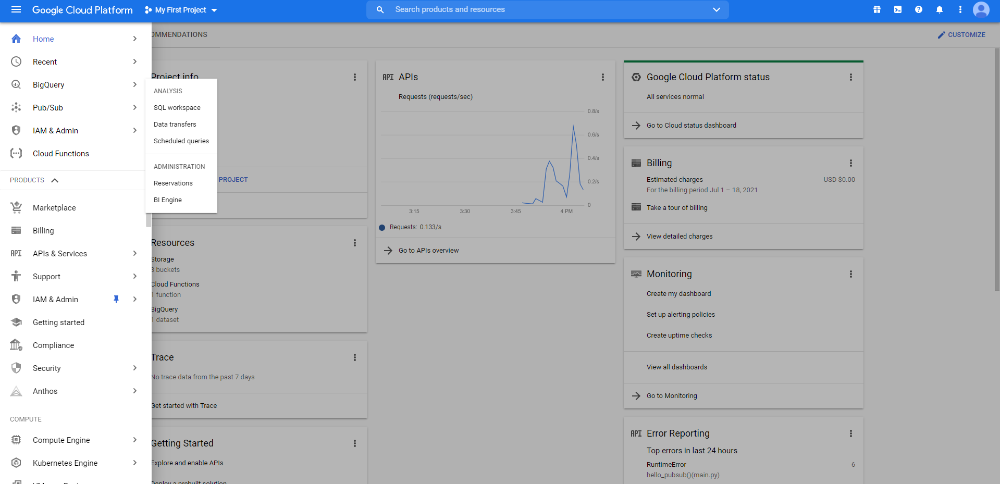 Google Cloud Platform
My First Project
Search products and resources
Home
Recent
BigQuery
Pub/Sub
IAM & Admin
Cloud Functions
PRODUCTS
Marketplace
Billing
API APIs & Services
Support
IAM & Admin
Getting started
Compliance
Security
Anthos
COMPUTE
Compute Engine
Kubernetes Engine
ANALYSIS
SQL workspace
Data transfers
Scheduled queries
ADMINISTRATION
Reservations
BI Engine
OMMENDATIONS
CUSTOMIZE
Project info
PROJECT
Resources
Storage
3 buckets
Cloud Functions
1 function
BigQuery
1 dataset
Trace
No trace data from the past 7 days
Get started with Trace
Getting Started
Explore and enable APIs
Deploy a prebuilt solution
API APIs
Requests (requests/sec)
0.8/s
0.6/s
0.4/s
0.2/s
0
3:15 3:30 3:45 4 PM
Requests: 0.133/s
Go to APIs overview
Google Cloud Platform status
All services normal
Go to Cloud status dashboard
Billing
Estimated charges USD $0.00
For the billing period Jul 1 – 18, 2021
Take a tour of billing
View detailed charges
Monitoring
Create my dashboard
Set up alerting policies
Create uptime checks
View all dashboards
Go to Monitoring
API Error Reporting
Top errors in last 24 hours
RuntimeError 6
hello_pubsub()(main.py)